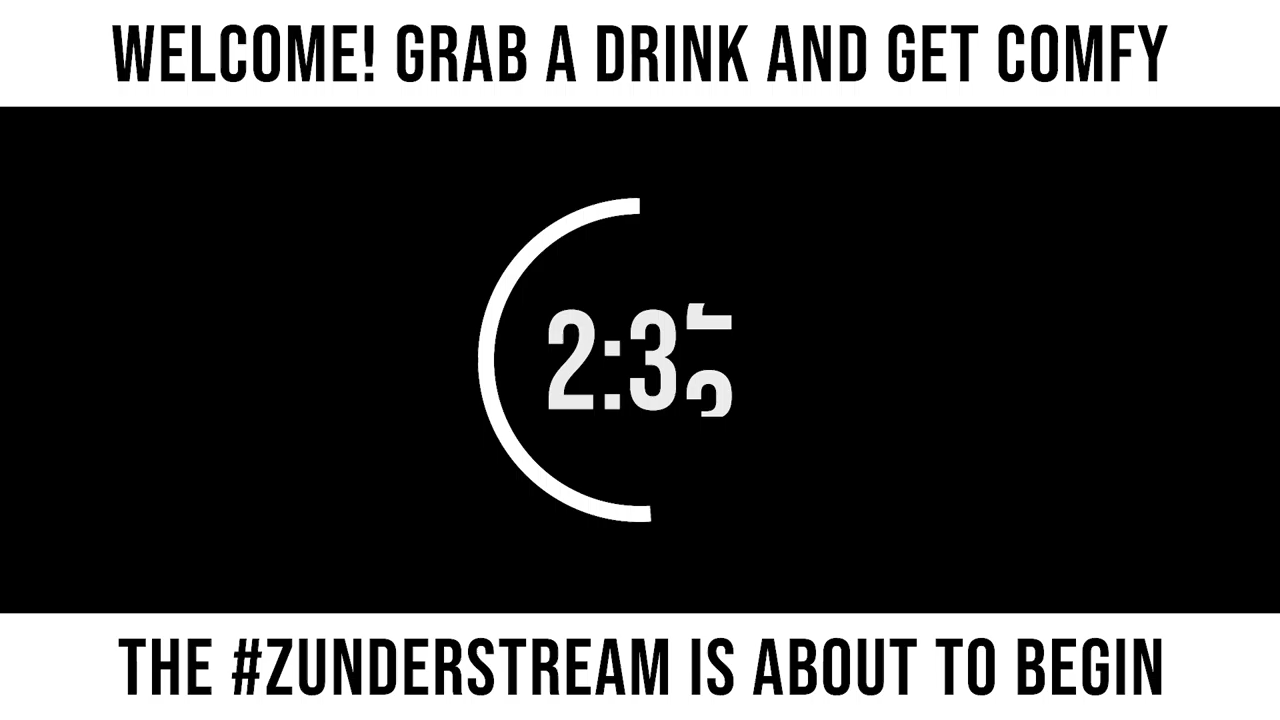 WELCOME! GRAB A DRINK AND GET COMFY
2:3
THE #ZUNDERSTREAM IS ABOUT TO BEGIN